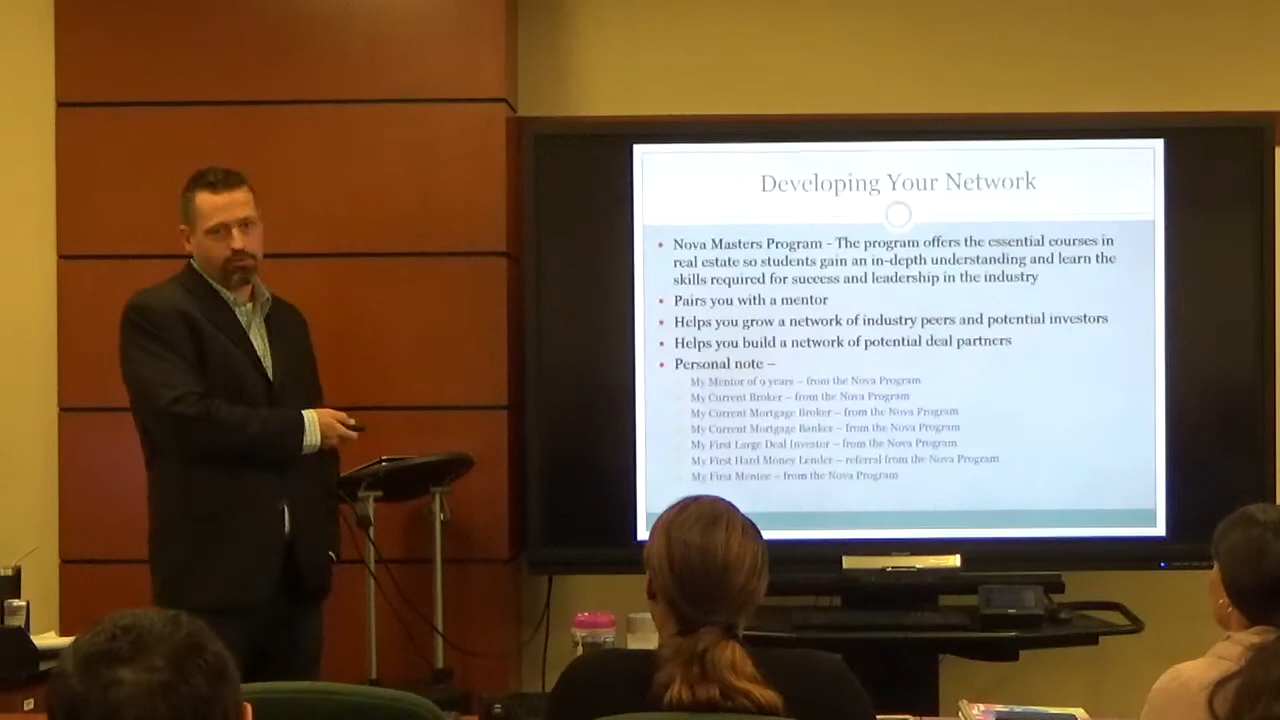 Developing Your Network
• Nova Masters Program - The program offers the essential courses in
real estate so students gain an in-depth understanding and learn the
skills required for success and leadership in the industry
• Pairs you with a mentor
• Helps you grow a network of industry peers and potential investors
• Helps you build a network of potential deal partners
• Personal note –
My Mentor of 9 years – from the Nova Program
My Current Broker – from the Nova Program
My Current Mortgage Broker – from the Nova Program
My Current Mortgage Banker – from the Nova Program
My First Large Deal Investor – from the Nova Program
My First Hard Money Lender – referral from the Nova Program
My First Mentee – from the Nova Program